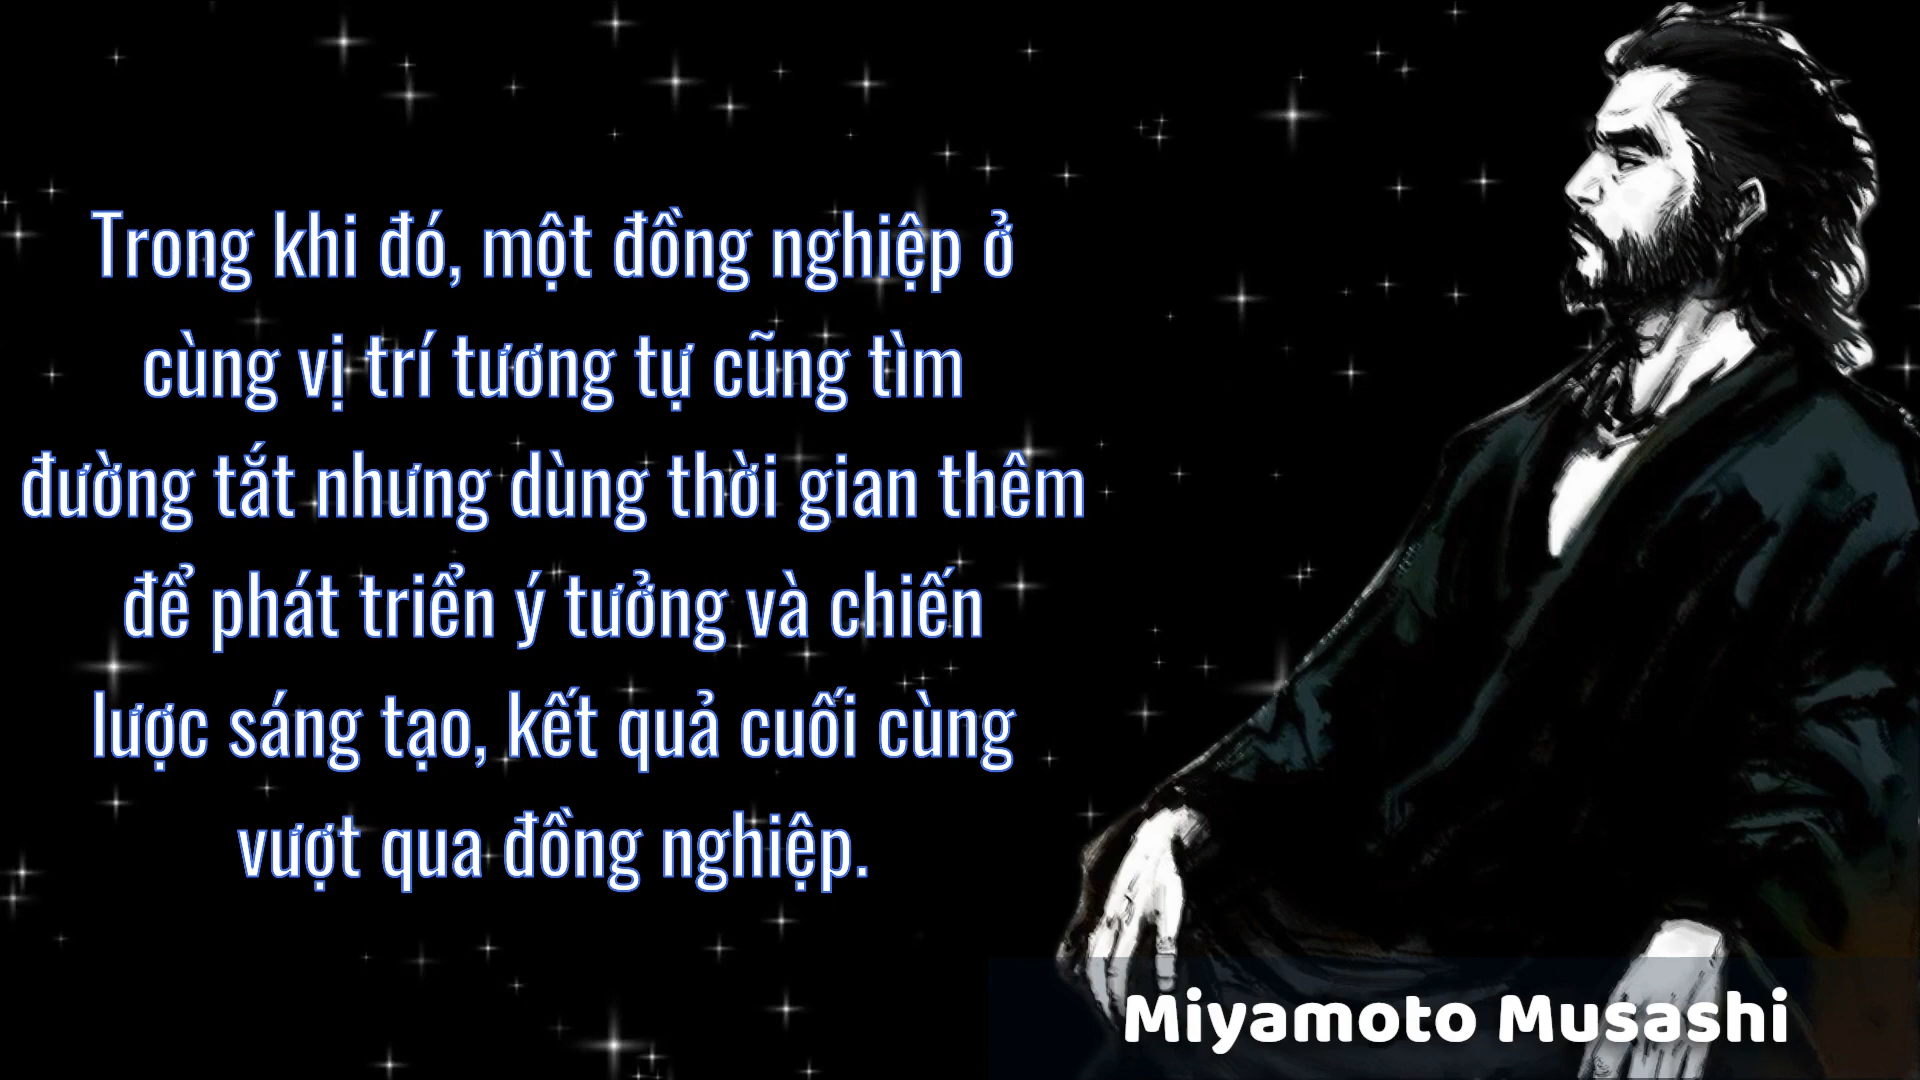 Trong khi đó, một đồng nghiệp ở
cùng vị trí tương tự cũng tìm
đường tắt nhưng dùng thời gian thêm
để phát triển ý tưởng và chiến
lược sáng tạo, kết quả cuối cùng
vượt qua đồng nghiệp.
Miyamoto Musashi